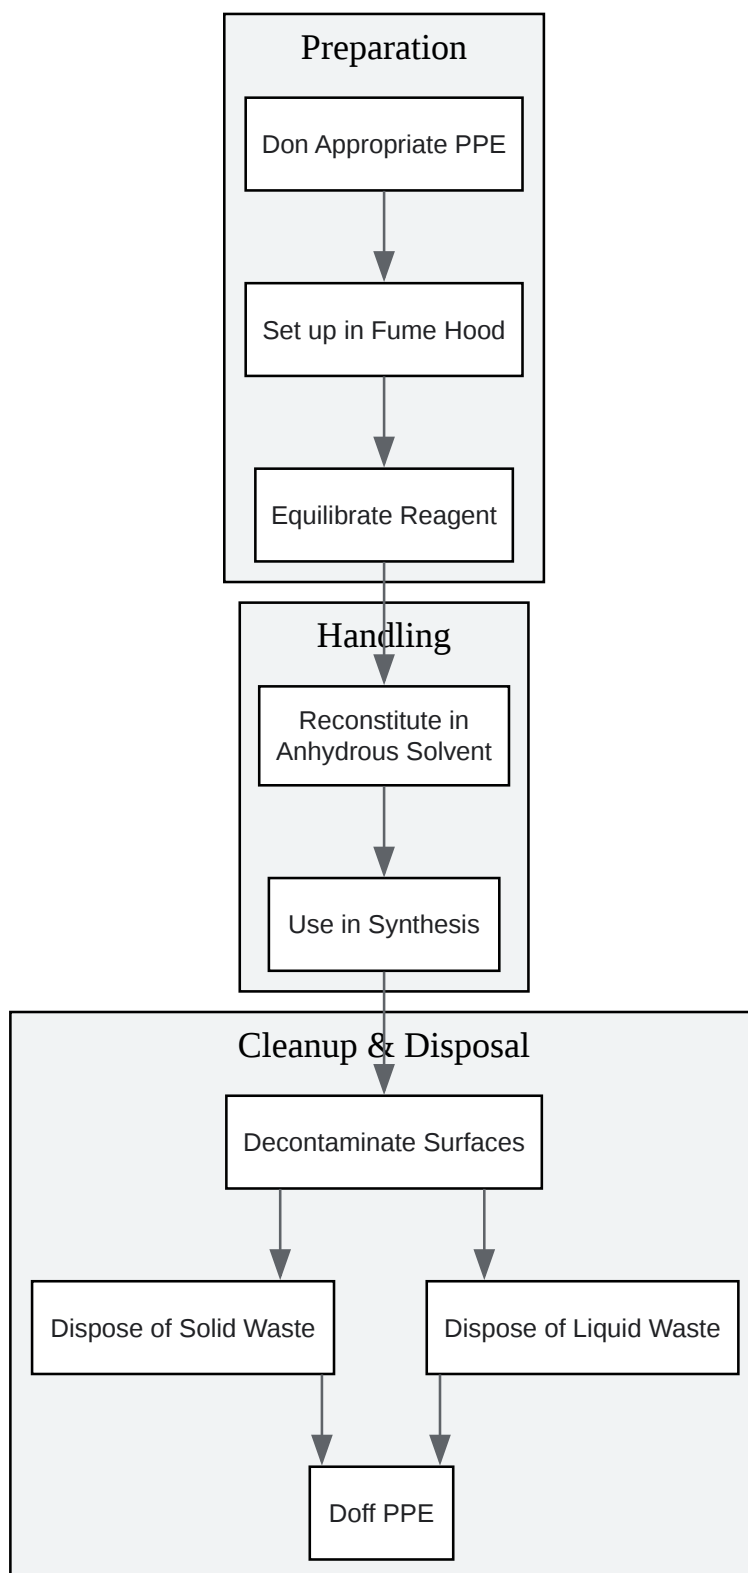 Preparation
Don Appropriate PPE
Set up in Fume Hood
Equilibrate Reagent
Handling
Reconstitute in
Anhydrous Solvent
Use in Synthesis
Cleanup & Disposal
Decontaminate Surfaces
Dispose of Solid Waste
Dispose of Liquid Waste
Doff PPE